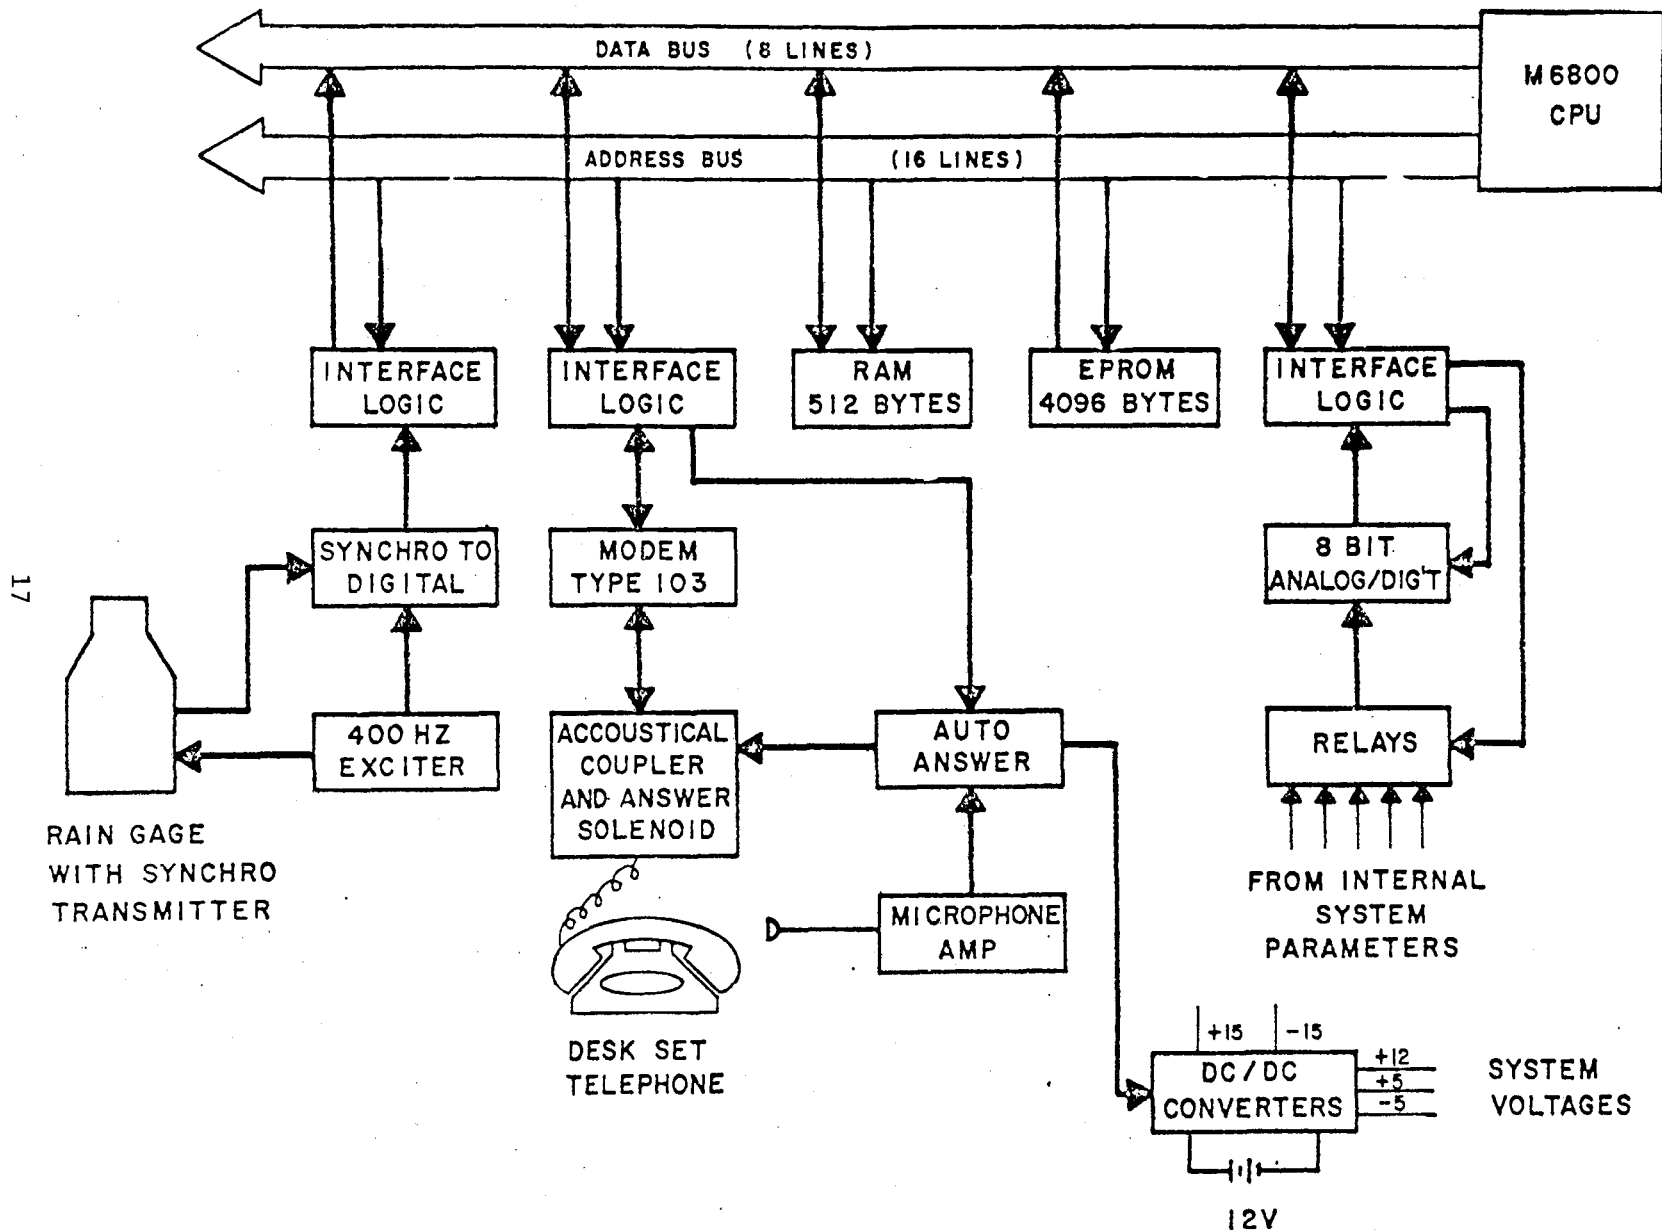 DATA BUS (8 LINES)
M6800
CPU
ADDRESS BUS (16 LINES)
INTERFACE
LOGIC
INTERFACE
LOGIC
RAM
512 BYTES
EPROM
4096 BYTES
INTERFACE
LOGIC
SYNCHRO TO
DIGITAL
MODEM
TYPE 103
8 BIT
ANALOG/DIG'T
17
400 HZ
EXCITER
ACCOUSTICAL
COUPLER
AND ANSWER
SOLENOID
AUTO
ANSWER
RELAYS
RAIN GAGE
WITH SYNCHRO
TRANSMITTER
MICROPHONE
AMP
FROM INTERNAL
SYSTEM
PARAMETERS
DESK SET
TELEPHONE
+15
-15
DC/DC
CONVERTERS
+12
+5
-5
SYSTEM
VOLTAGES
12V